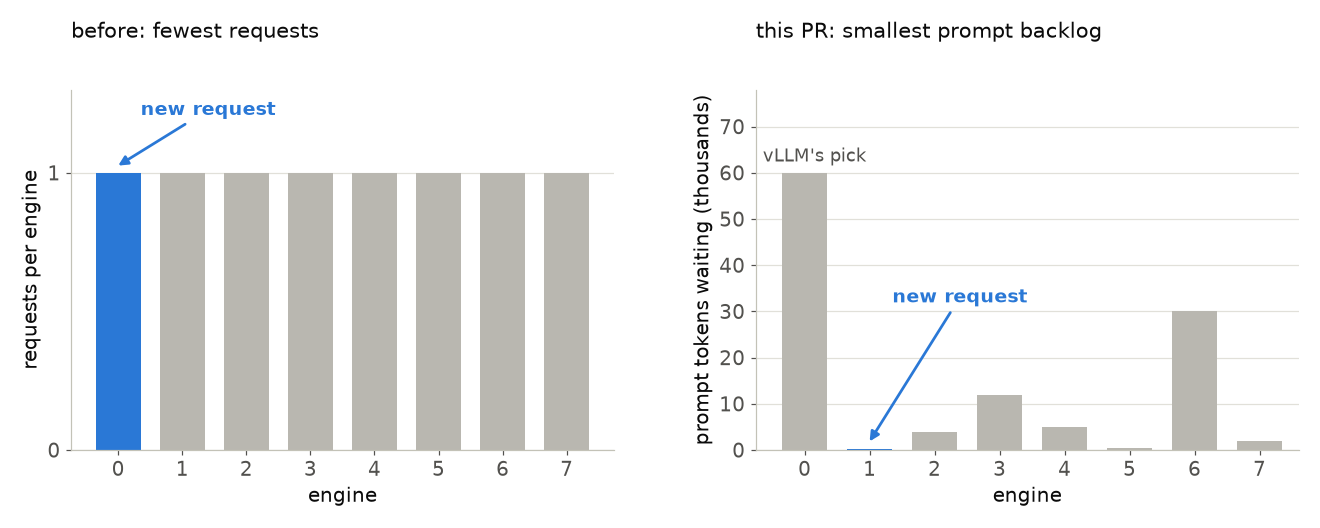 before: fewest requests
new request
requests per engine
1
0
0 1 2 3 4 5 6 7
engine
this PR: smallest prompt backlog
prompt tokens waiting (thousands)
70
60
50
40
30
20
10
0
vLLM's pick
new request
0 1 2 3 4 5 6 7
engine